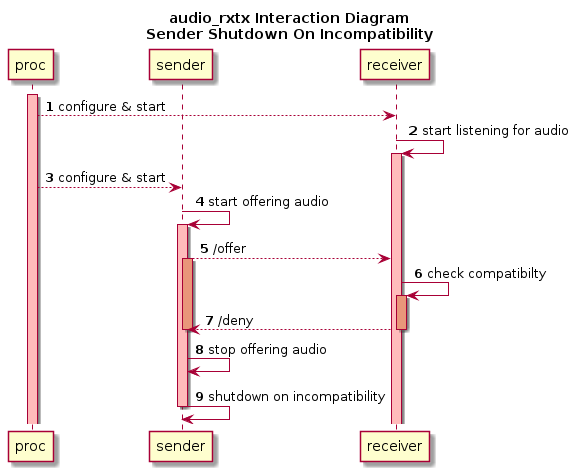 audio_rxtx Interaction Diagram
Sender Shutdown On Incompatibility
proc
sender
receiver
1 configure & start
2 start listening for audio
3 configure & start
4 start offering audio
5 /offer
6 check compatibilty
7 /deny
8 stop offering audio
9 shutdown on incompatibility
proc
sender
receiver